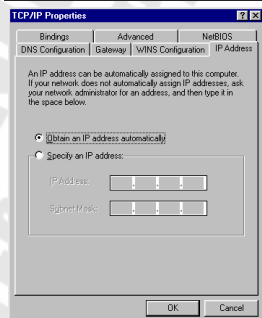 TCP/IP Properties
Bindings Advanced NetBIOS
DNS Configuration Gateway WINS Configuration IP Address
An IP address can be automatically assigned to this computer.
If your network does not automatically assign IP addresses, ask
your network administrator for an address, and then type it in
the space below.
Obtain an IP address automatically
Specify an IP address:
IP Address:
Subnet Mask:
OK Cancel